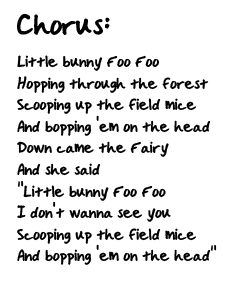 Chorus:
Little bunny Foo Foo
Hopping through the forest
Scooping up the field mice
And bopping 'em on the head
Down came the Fairy
And she said
"Little bunny Foo Foo
I don't wanna see you
Scooping up the field mice
And bopping 'em on the head"